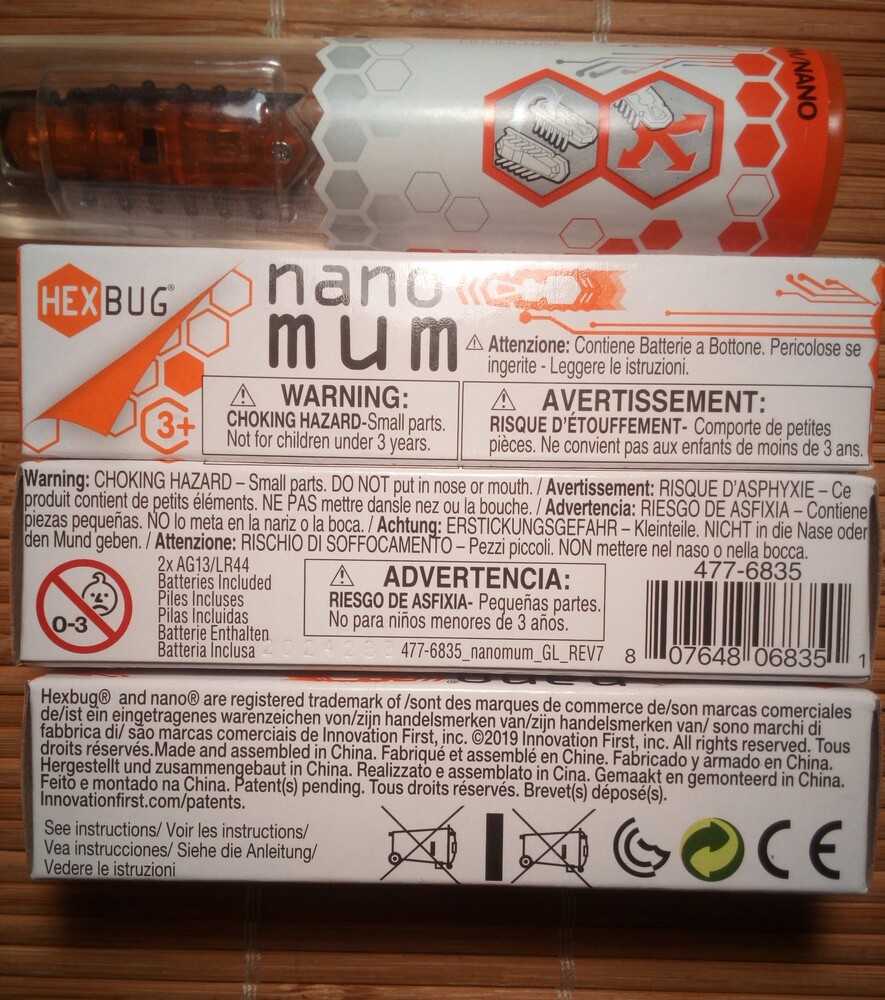 M/NANO
HEXBUG®
nano
mum
⚠ Attenzione: Contiene Batterie a Bottone. Pericolose se
ingerite - Leggere le istruzioni.
3+
⚠ WARNING:
CHOKING HAZARD-Small parts.
Not for children under 3 years.
⚠ AVERTISSEMENT:
RISQUE D'ÉTOUFFEMENT- Comporte de petites
pièces. Ne convient pas aux enfants de moins de 3 ans.
Warning: CHOKING HAZARD – Small parts. DO NOT put in nose or mouth. / Avertissement: RISQUE D'ASPHYXIE – Ce
produit contient de petits éléments. NE PAS mettre dansle nez ou la bouche. / Advertencia: RIESGO DE ASFIXIA – Contiene
piezas pequeñas. NO lo meta en la nariz o la boca. / Achtung: ERSTICKUNGSGEFAHR – Kleinteile. NICHT in die Nase oder
den Mund geben. / Attenzione: RISCHIO DI SOFFOCAMENTO – Pezzi piccoli. NON mettere nel naso o nella bocca.
0-3
2x AG13/LR44
Batteries Included
Piles Incluses
Pilas Incluidas
Batterie Enthalten
Bateria Inclusa
⚠ ADVERTENCIA:
RIESGO DE ASFIXIA- Pequeñas partes.
No para niños menores de 3 años.
477-6835_nanomum_GL_REV7
477-6835
8 07648 06835 1
Hexbug® and nano® are registered trademark of /sont des marques de commerce de/son marcas comerciales
de/ist ein eingetragenes warenzeichen von/zijn handelsmerken van/zijn handelsmerken van/ sono marchi di
fabbrica di/ são marcas comerciais de Innovation First, inc. ©2019 Innovation First, inc. All rights reserved. Tous
droits réservés.Made and assembled in China. Fabriqué et assemblé en Chine. Fabricado y armado en China.
Hergestellt und zusammengebaut in China. Realizzato e assemblato in Cina. Gemaakt en gemonteerd in China.
Feito e montado na China. Patent(s) pending. Tous droits réservés. Brevet(s) déposé(s).
Innovationfirst.com/patents.
See instructions/ Voir les instructions/
Vea instrucciones/ Siehe die Anleitung/
Vedere le istruzioni
CE